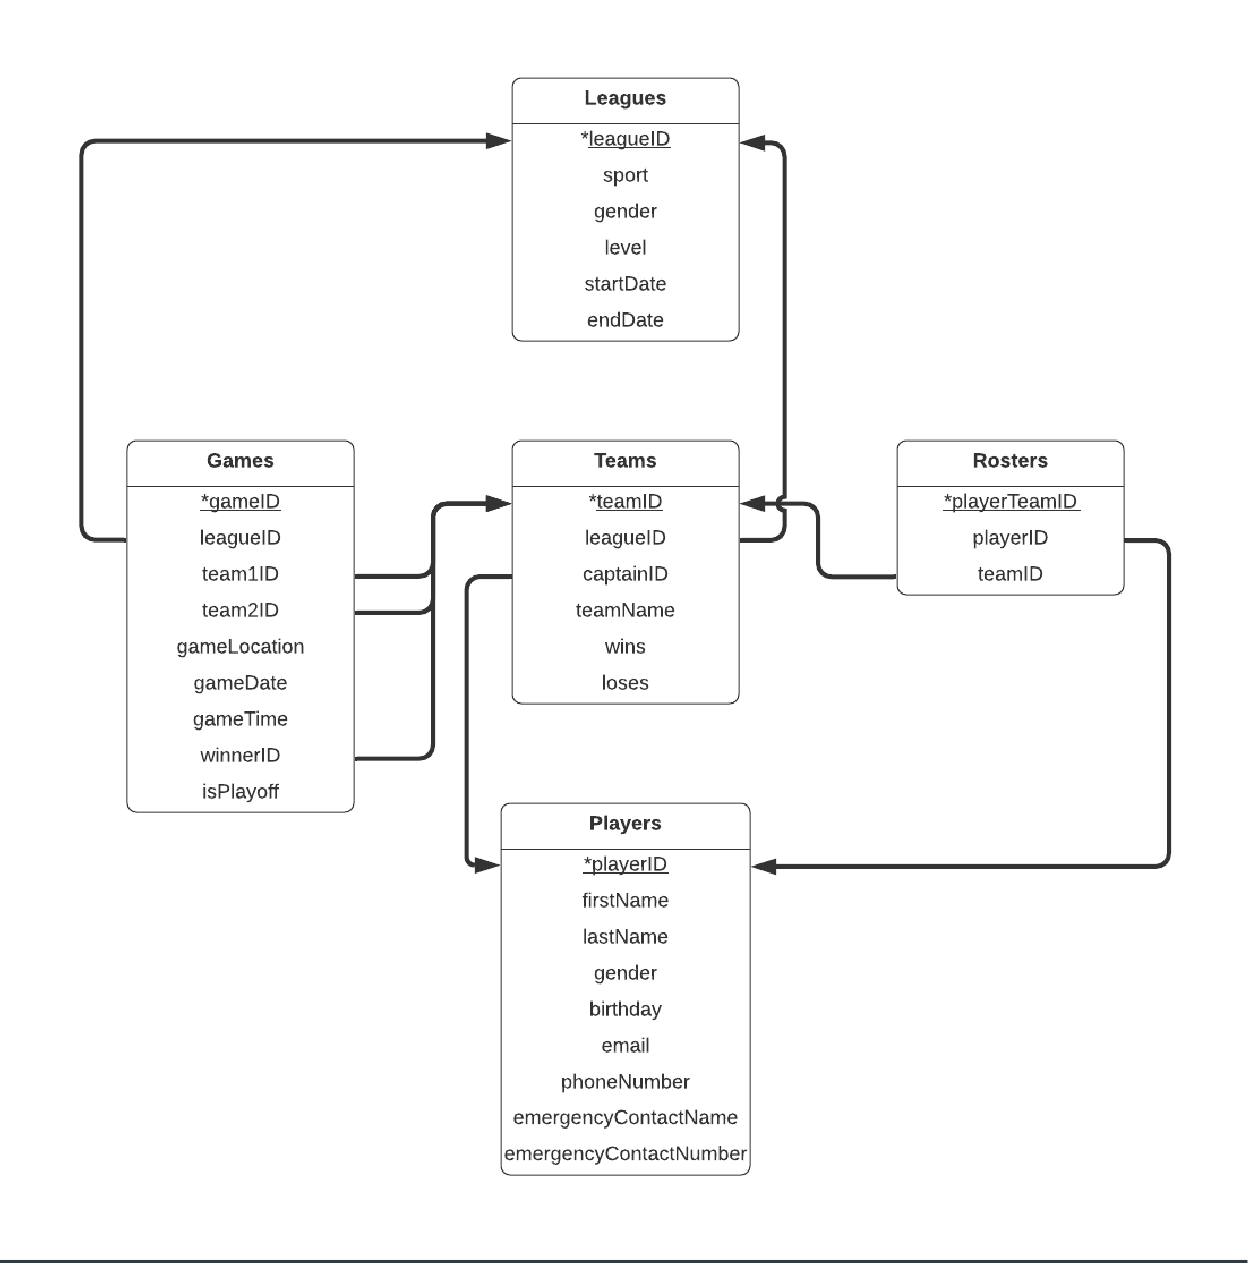 Leagues
*leagueID
sport
gender
level
startDate
endDate
Games
*gameID
leagueID
team1ID
team2ID
gameLocation
gameDate
gameTime
winnerID
isPlayoff
Teams
*teamID
leagueID
captainID
teamName
wins
loses
Rosters
*playerTeamID
playerID
teamID
Players
*playerID
firstName
lastName
gender
birthday
email
phoneNumber
emergencyContactName
emergencyContactNumber